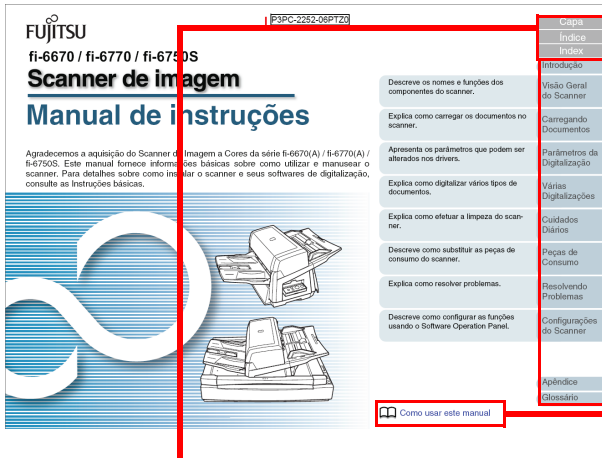 P3PC-2252-06PTZ0
FUJITSU
fi-6670 / fi-6770 / fi-6750S
Scanner de imagem
Manual de instruções
Agradecemos a aquisição do Scanner de Imagem a Cores da série fi-6670(A) / fi-6770(A) /
fi-6750S. Este manual fornece informações básicas sobre como utilizar e manusear o
scanner. Para detalhes sobre como instalar o scanner e seus softwares de digitalização,
consulte as Instruções básicas.
Descreve os nomes e funções dos
componentes do scanner.
Explica como carregar os documentos no
scanner.
Apresenta os parâmetros que podem ser
alterados nos drivers.
Explica como digitalizar vários tipos de
documentos.
Explica como efetuar a limpeza do scan-
ner.
Descreve como substituir as peças de
consumo do scanner.
Explica como resolver problemas.
Descreve como configurar as funções
usando o Software Operation Panel.
Como usar este manual
Capa
Índice
Index
Introdução
Visão Geral
do Scanner
Carregando
Documentos
Parâmetros da
Digitalização
Várias
Digitalizações
Cuidados
Diários
Peças de
Consumo
Resolvendo
Problemas
Configurações
do Scanner
Apêndice
Glossário